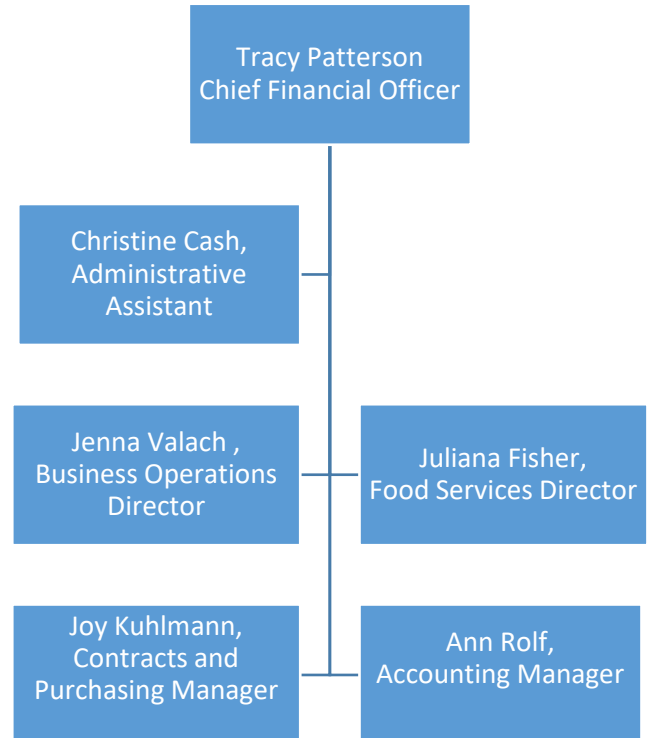 Tracy Patterson
Chief Financial Officer
Christine Cash,
Administrative
Assistant
Jenna Valach ,
Business Operations
Director
Juliana Fisher,
Food Services Director
Joy Kuhlmann,
Contracts and
Purchasing Manager
Ann Rolf,
Accounting Manager